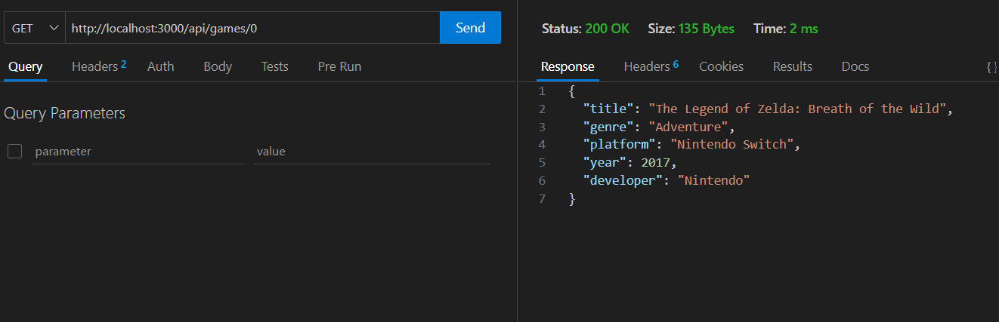 GET http://localhost:3000/api/games/0 Send
Query Headers 2 Auth Body Tests Pre Run
Query Parameters
parameter value
Status: 200 OK Size: 135 Bytes Time: 2 ms
Response Headers 6 Cookies Results Docs { }
1 {
2 "title": "The Legend of Zelda: Breath of the Wild",
3 "genre": "Adventure",
4 "platform": "Nintendo Switch",
5 "year": 2017,
6 "developer": "Nintendo"
7 }